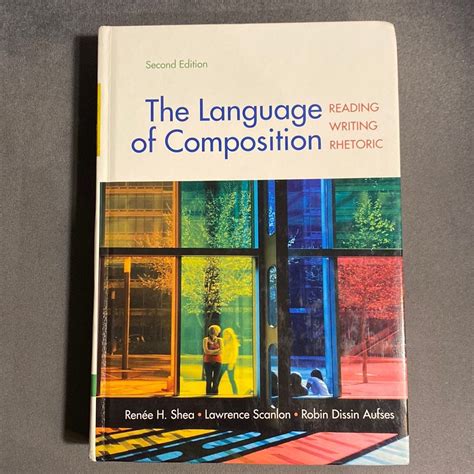 Second Edition
The Language
of Composition
READING
WRITING
RHETORIC
Renée H. Shea • Lawrence Scanlon • Robin Dissin Aufses